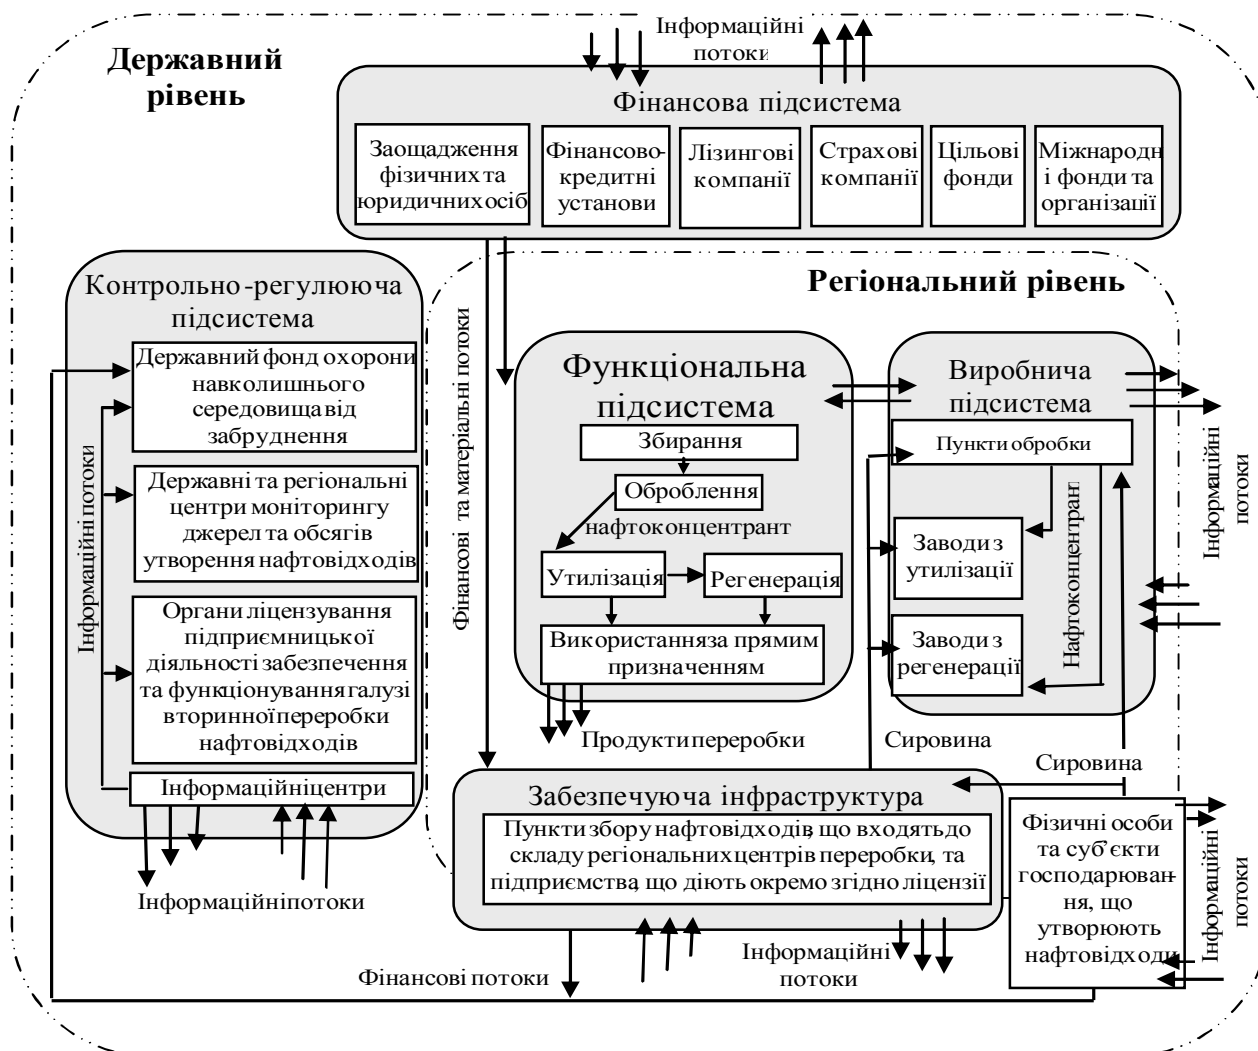 Державний
рівень
Інформаційні
потоки
Фінансова підсистема
Заощадження
фізичних та
юридичних осіб
Фінансово-
кредитні
установи
Лізингові
компанії
Страхові
компанії
Цільові
фонди
Міжнародн
і фонди та
організації
Контрольно-регулююча
підсистема
Державний фонд охорони
навколишнього
середовища від
забруднення
Державні та регіональні
центри моніторингу
джерел та обсягів
утворення нафтовідходів
Органи ліцензування
підприємницької
діяльності забезпечення
та функціонування галузі
вторинної переробки
нафтовідходів
Інформаційні центри
Інформаційні потоки
Інформаційні потоки
Фінансові та матеріальні потоки
Регіональний рівень
Функціональна
підсистема
Збирання
Оброблення
нафтоконцентрант
Утилізація
Регенерація
Використання за прямим
призначенням
Продукти переробки
Виробнича
підсистема
Пункти обробки
Заводи з
утилізації
Заводи з
регенерації
Нафтоконцентрант
Інформаційні
потоки
Сировина
Сировина
Забезпечуюча інфраструктура
Пункти збору нафтовідходів, що входять до
складу регіональних центрів переробки, та
підприємства, що діють окремо згідно ліцензії
Фізичні особи
та суб'єкти
господарюван-
ня, що
утворюють
нафтовідходи
Інформаційні
потоки
Інформаційні
потоки
Фінансові потоки